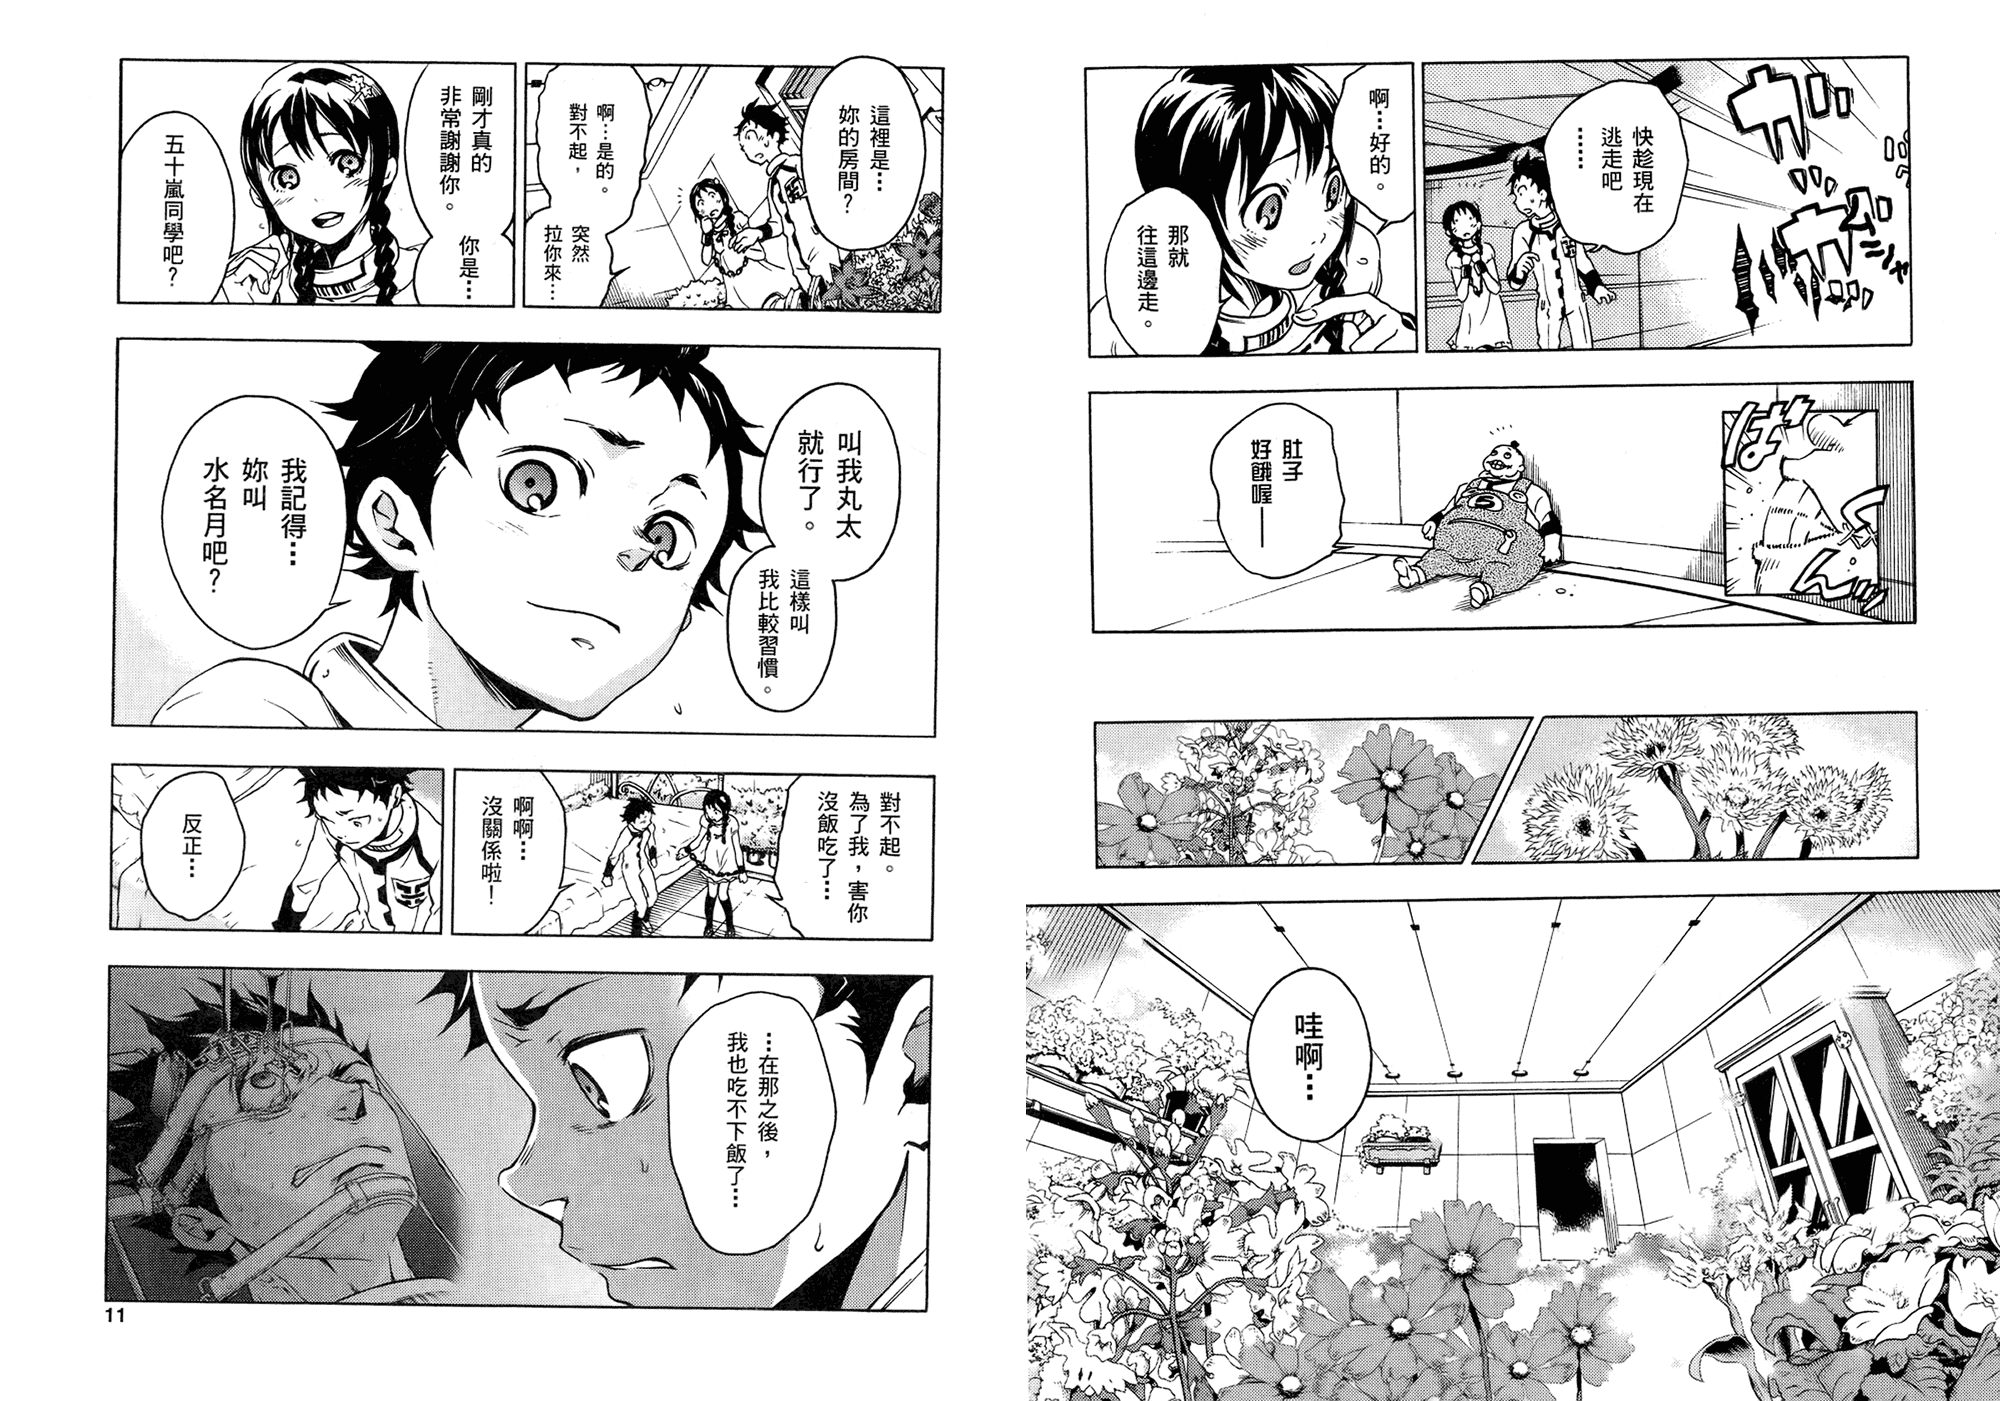 快趁現在
逃走吧
……
啊…好的。
那就
往這邊走。
肚子
好餓喔──
哇啊…
這裡是…
妳的房間?
啊…是的。
對不起,
突然
拉你來…
剛才真的
非常謝謝你。
你是…
五十嵐同學吧?
叫我丸太
就行了。
這樣叫
我比較習慣。
我記得…
妳叫
水名月吧?
對不起。
為了我,害你
沒飯吃了…
啊啊…
沒關係啦!
反正…
…在那之後,
我也吃不下飯了…
11